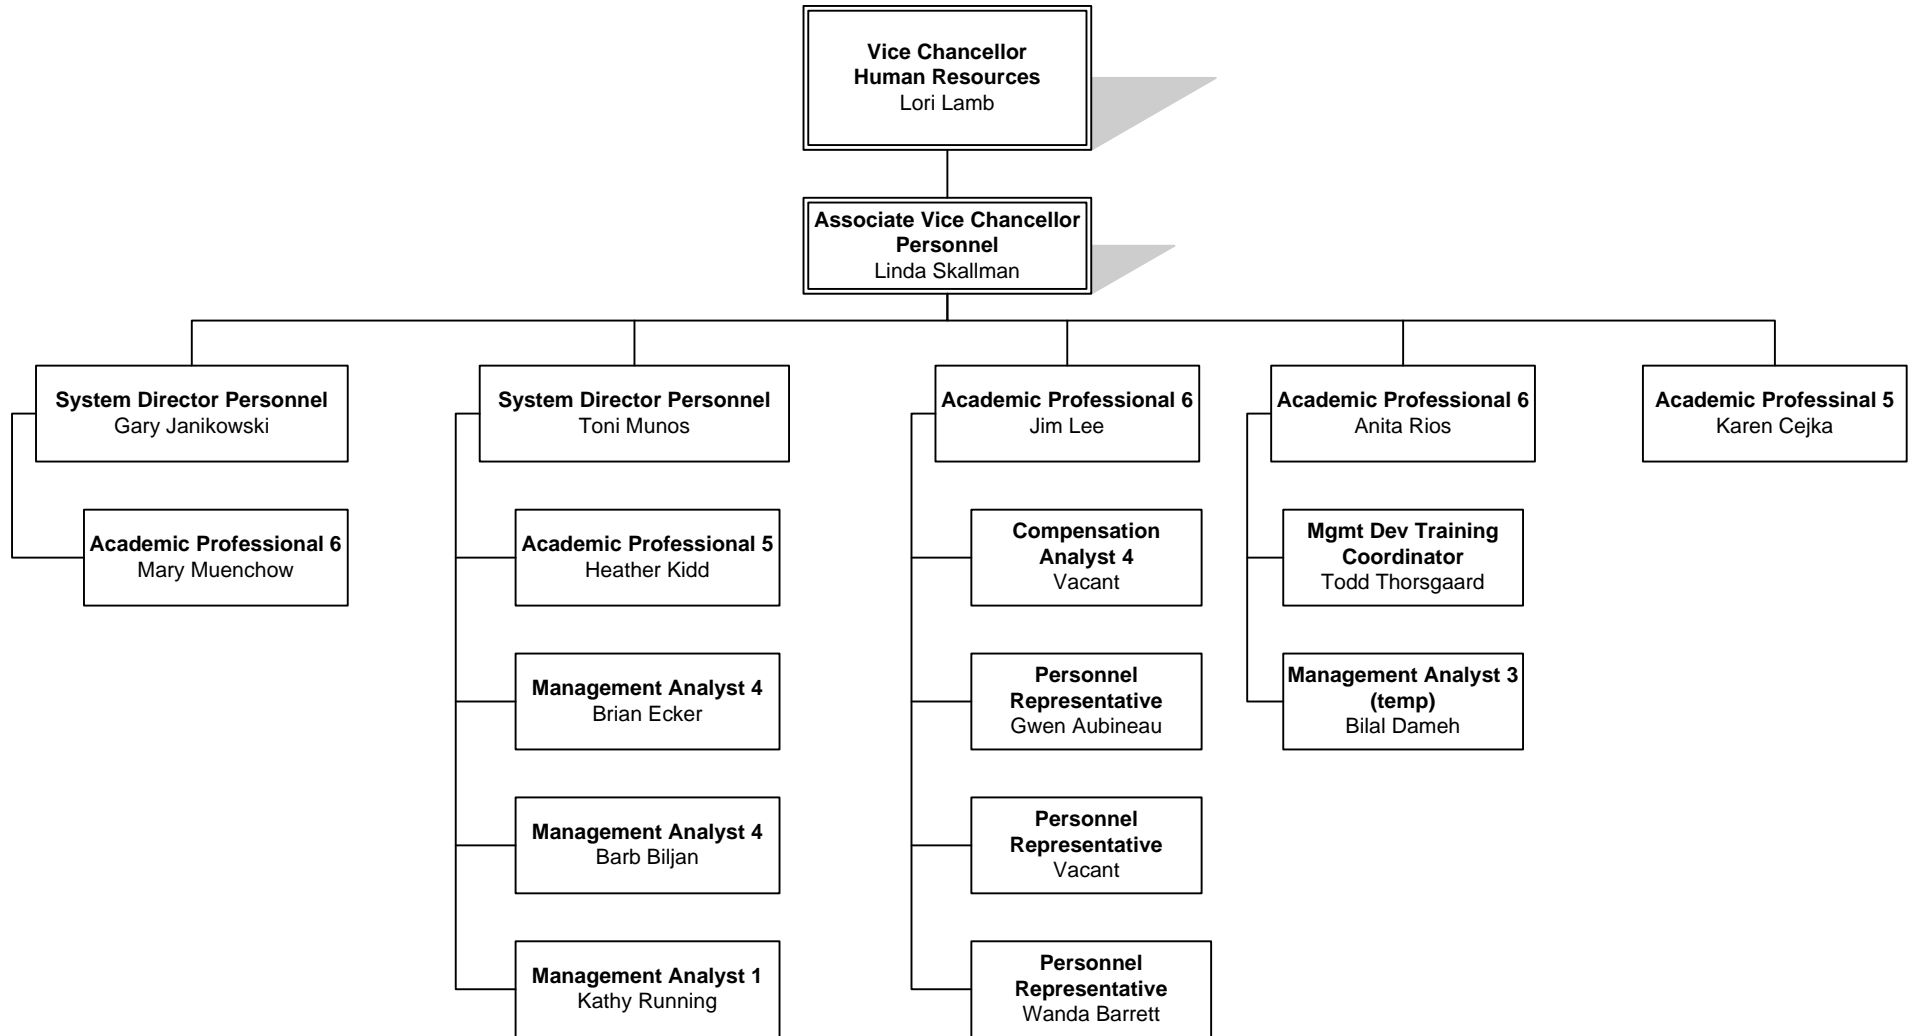 Vice Chancellor
Human Resources
Lori Lamb
Associate Vice Chancellor
Personnel
Linda Skallman
System Director Personnel
Gary Janikowski
System Director Personnel
Toni Munos
Academic Professional 6
Jim Lee
Academic Professional 6
Anita Rios
Academic Professinal 5
Karen Cejka
Academic Professional 6
Mary Muenchow
Academic Professional 5
Heather Kidd
Compensation
Analyst 4
Vacant
Mgmt Dev Training
Coordinator
Todd Thorsgaard
Management Analyst 4
Brian Ecker
Personnel
Representative
Gwen Aubineau
Management Analyst 3
(temp)
Bilal Dameh
Management Analyst 4
Barb Biljan
Personnel
Representative
Vacant
Management Analyst 1
Kathy Running
Personnel
Representative
Wanda Barrett